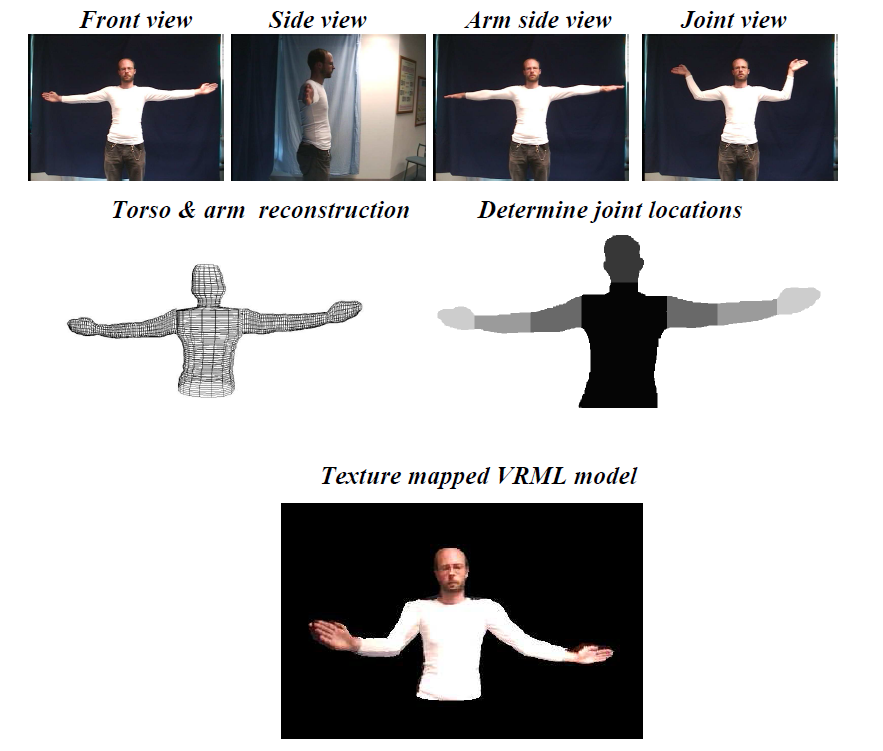 Front view
Side view
Arm side view
Joint view
Torso & arm reconstruction
Determine joint locations
Texture mapped VRML model